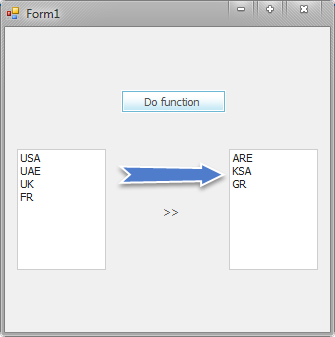 Form1
Do function
USA
UAE
UK
FR
>>
ARE
KSA
GR